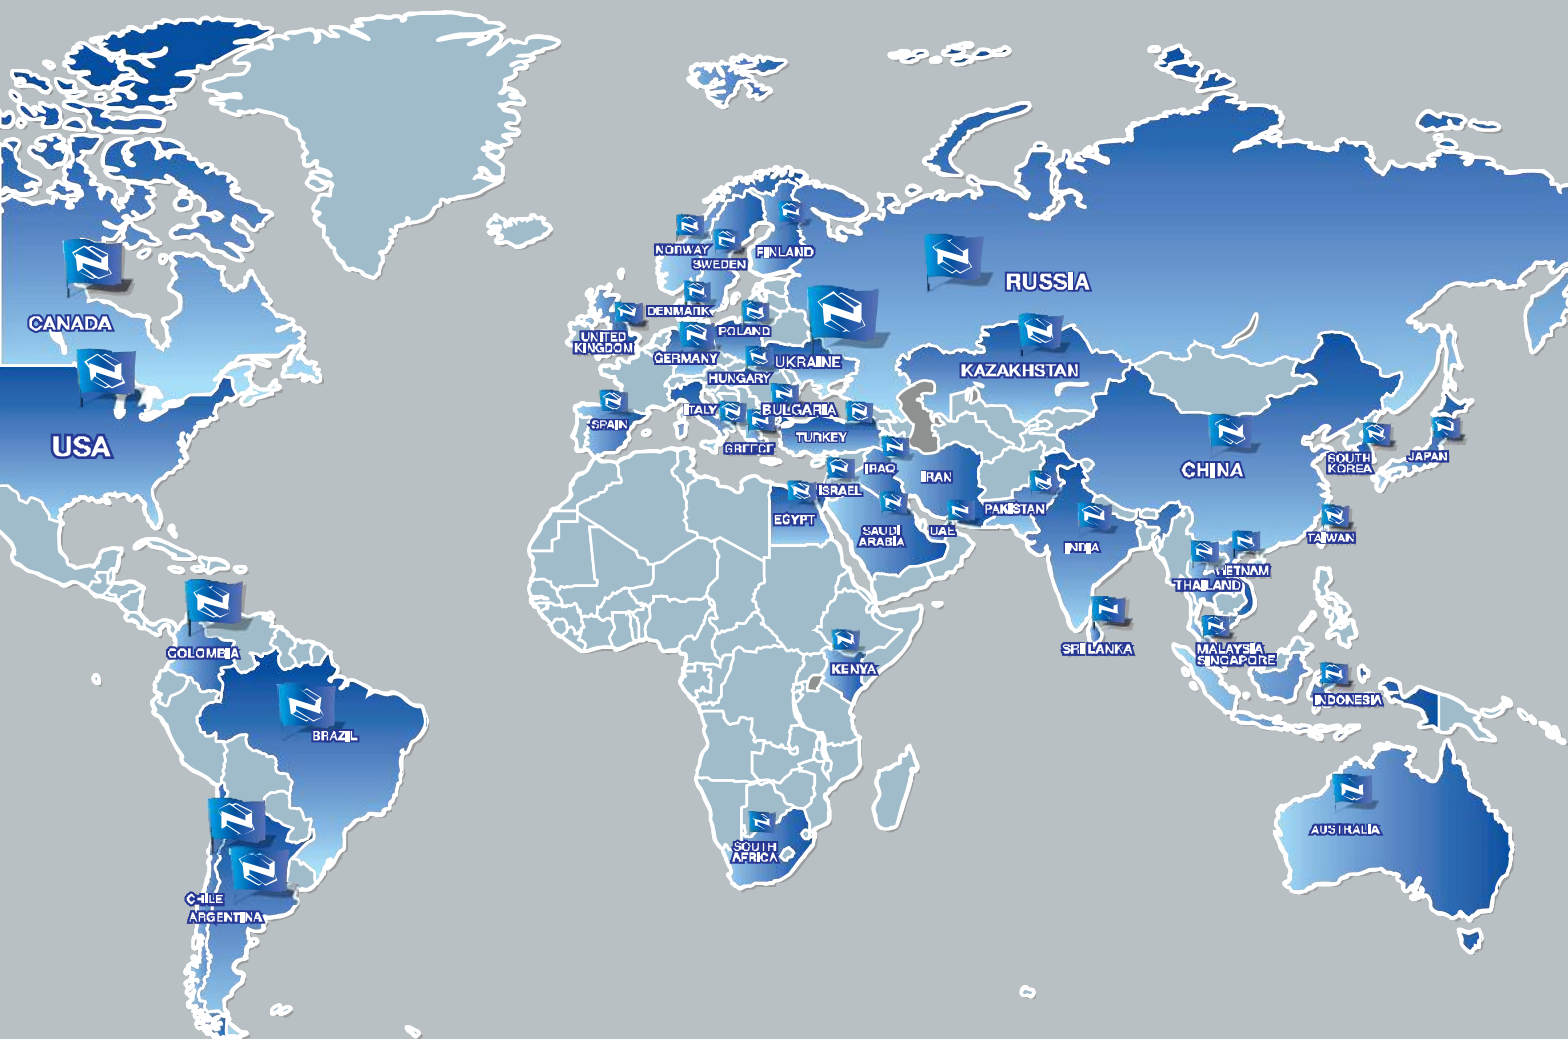 CANADA
USA
COLOMBIA
BRAZIL
CHILE
ARGENTINA
NORWAY
SWEDEN
FINLAND
RUSSIA
DENMARK
UNITED
KINGDOM
POLAND
GERMANY
UKRAINE
HUNGARY
KAZAKHSTAN
SPAIN
ITALY
BULGARIA
GREECE
TURKEY
IRAQ
IRAN
ISRAEL
EGYPT
SAUDI
ARABIA
UAE
PAKISTAN
INDIA
SRI LANKA
CHINA
SOUTH
KOREA
JAPAN
TAIWAN
VIETNAM
THAILAND
MALAYSIA
SINGAPORE
INDONESIA
KENYA
SOUTH
AFRICA
AUSTRALIA